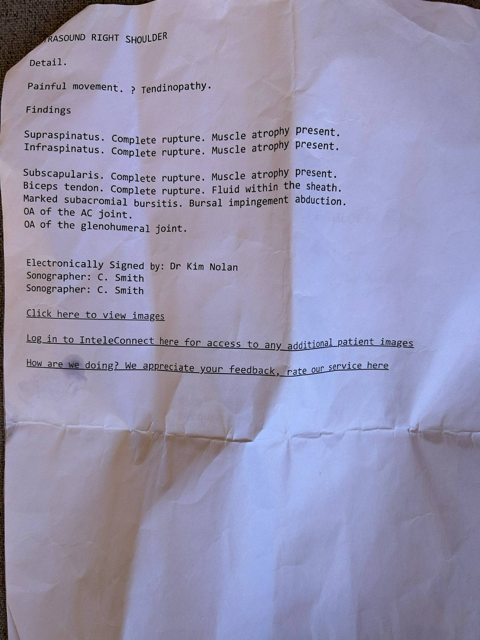 RASOUND RIGHT SHOULDER
Detail.
Painful movement. ? Tendinopathy.
Findings
Supraspinatus. Complete rupture. Muscle atrophy present.
Infraspinatus. Complete rupture. Muscle atrophy present.
Subscapularis. Complete rupture. Muscle atrophy present.
Biceps tendon. Complete rupture. Fluid within the sheath.
Marked subacromial bursitis. Bursal impingement abduction.
OA of the AC joint.
OA of the glenohumeral joint.
Electronically Signed by: Dr Kim Nolan
Sonographer: C. Smith
Sonographer: C. Smith
Click here to view images
Log in to InteleConnect here for access to any additional patient images
How are we doing? We appreciate your feedback, rate our service here